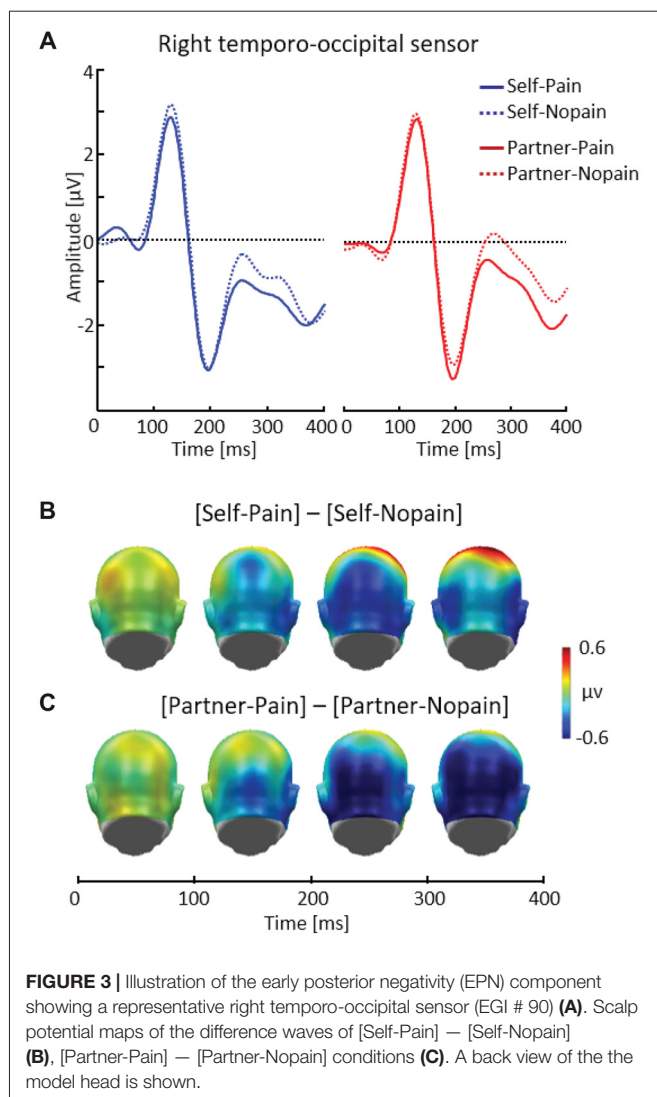 A
Right temporo-occipital sensor
4
2
0
-2
Amplitude [µV]
0 100 200 300 400
Time [ms]
Self-Pain
Self-Nopain
Partner-Pain
Partner-Nopain
0 100 200 300 400
Time [ms]
B
[Self-Pain] – [Self-Nopain]
0.6
µv
-0.6
C
[Partner-Pain] – [Partner-Nopain]
0 100 200 300 400
Time [ms]
FIGURE 3 | Illustration of the early posterior negativity (EPN) component
showing a representative right temporo-occipital sensor (EGI # 90) (A). Scalp
potential maps of the difference waves of [Self-Pain] — [Self-Nopain]
(B), [Partner-Pain] — [Partner-Nopain] conditions (C). A back view of the the
model head is shown.